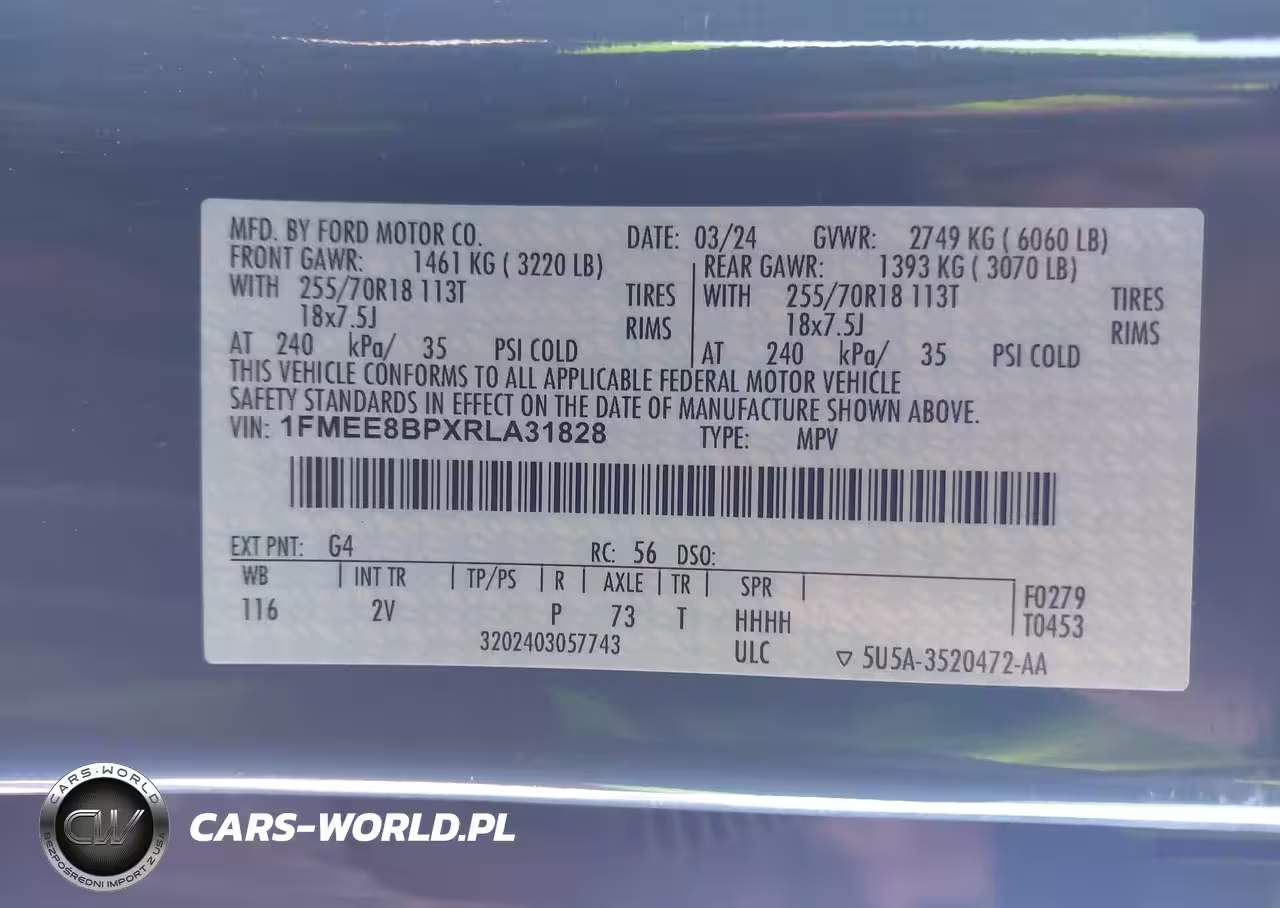 MFD. BY FORD MOTOR CO. DATE: 03/24 GVWR: 2749 KG ( 6060 LB)
FRONT GAWR: 1461 KG ( 3220 LB) REAR GAWR: 1393 KG ( 3070 LB)
WITH 255/70R18 113T TIRES WITH 255/70R18 113T TIRES
18x7.5J RIMS 18x7.5J RIMS
AT 240 kPa/ 35 PSI COLD AT 240 kPa/ 35 PSI COLD
THIS VEHICLE CONFORMS TO ALL APPLICABLE FEDERAL MOTOR VEHICLE
SAFETY STANDARDS IN EFFECT ON THE DATE OF MANUFACTURE SHOWN ABOVE.
VIN: 1FMEE8BPXRLA31828 TYPE: MPV
EXT PNT: G4 RC: 56 DSO:
WB INT TR TP/PS R AXLE TR SPR F0279
116 2V P 73 T HHHH T0453
3202403057743 ULC ▽ 5U5A-3520472-AA
CARS-WORLD
CW
BEZPOŚREDNI IMPORT Z USA
CARS-WORLD.PL